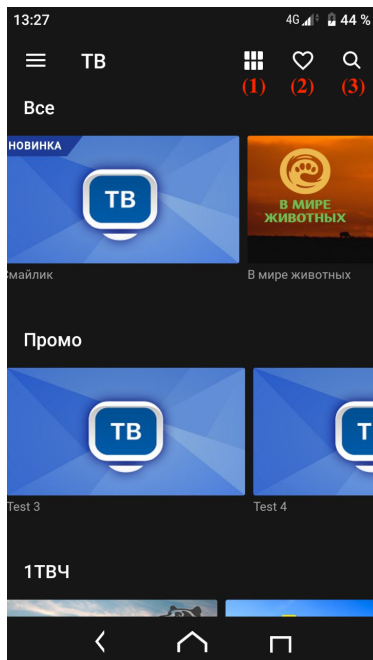 13:27 4G 44 %
ТВ
(1) (2) (3)
Все
НОВИНКА
ТВ
В МИРЕ
ЖИВОТНЫХ
Смайлик В мире животных
Промо
ТВ Т
Test 3 Test 4
1ТВЧ